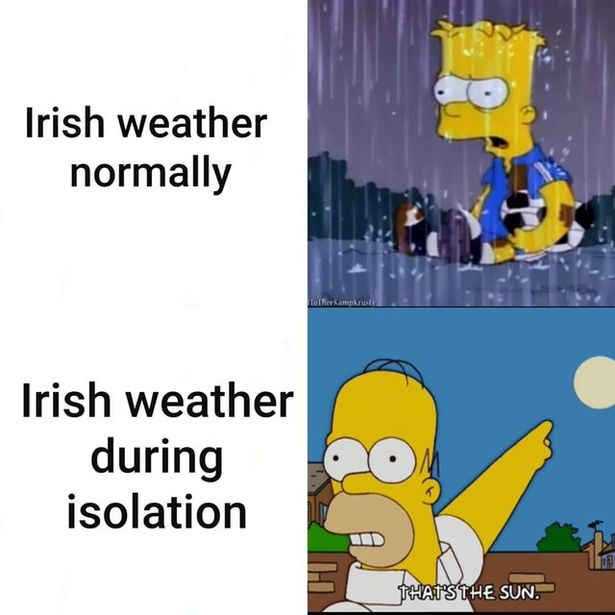 Irish weather
normally
Irish weather
during
isolation
THAT'S THE SUN.